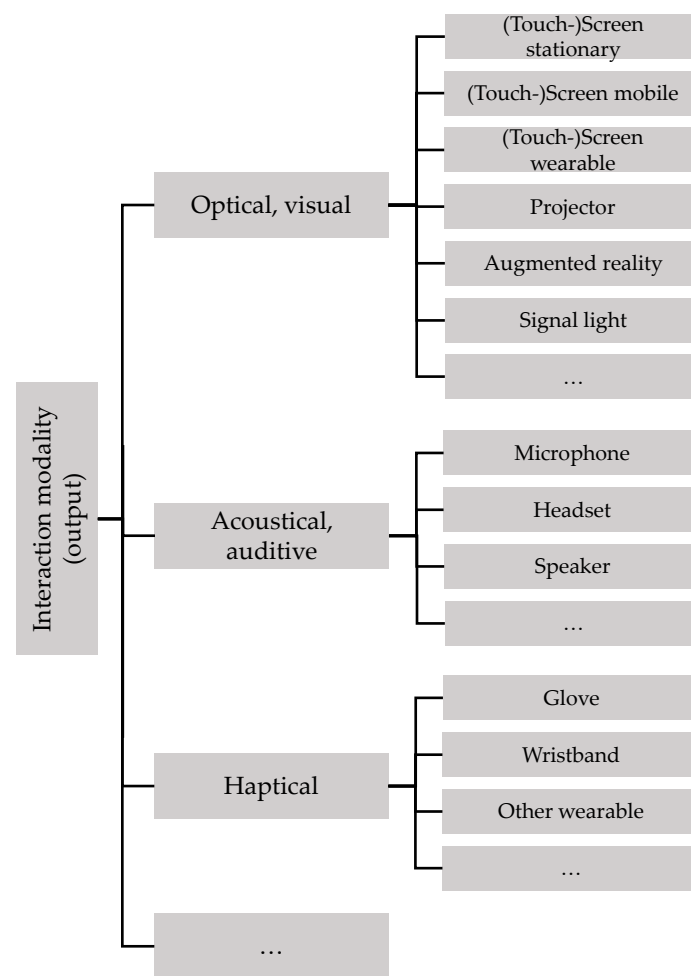 Interaction modality
(output)
Optical, visual
(Touch-)Screen
stationary
(Touch-)Screen mobile
(Touch-)Screen
wearable
Projector
Augmented reality
Signal light
…
Acoustical,
auditive
Microphone
Headset
Speaker
…
Haptical
Glove
Wristband
Other wearable
…
…